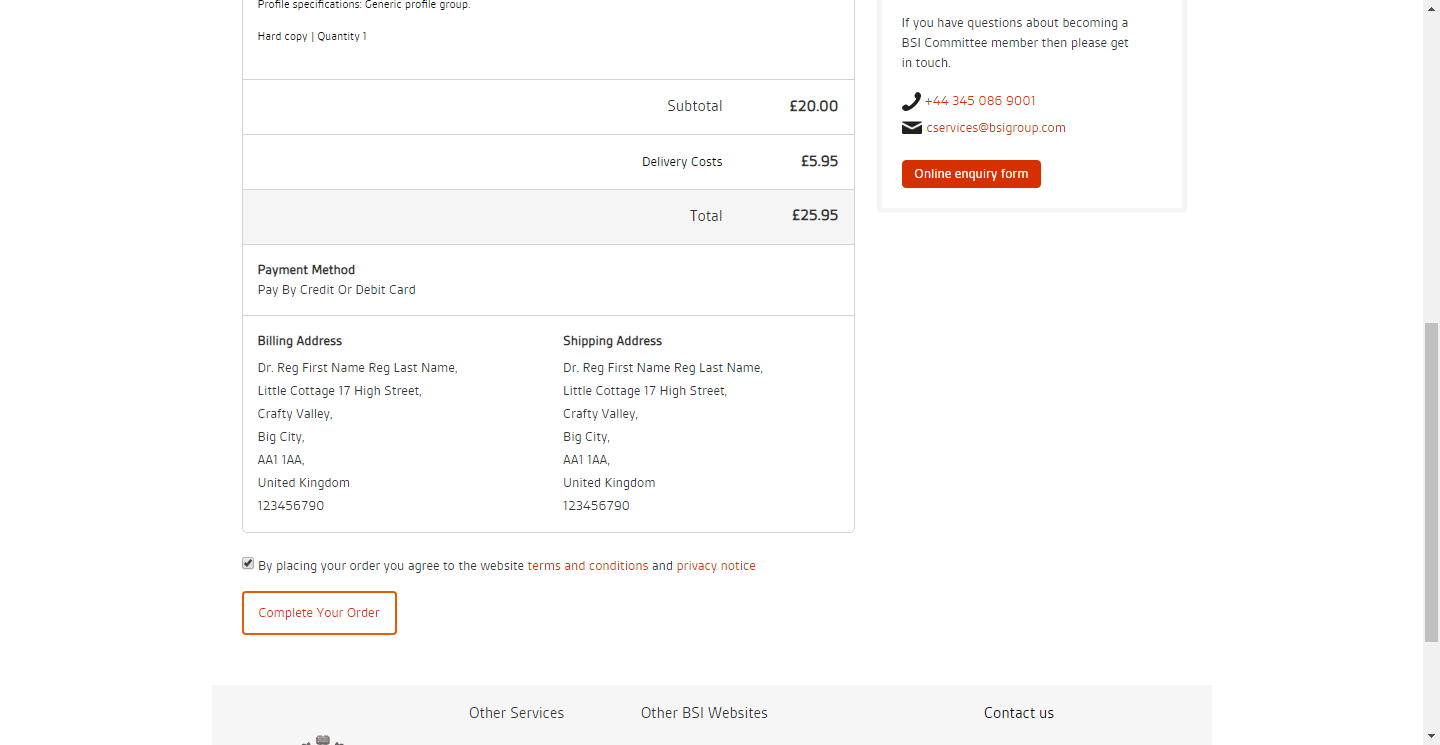 Profile specifications: Generic profile group.
Hard copy | Quantity 1
Subtotal £20.00
Delivery Costs £5.95
Total £25.95
Payment Method
Pay By Credit Or Debit Card
Billing Address
Dr. Reg First Name Reg Last Name,
Little Cottage 17 High Street,
Crafty Valley,
Big City,
AA1 1AA,
United Kingdom
123456790
Shipping Address
Dr. Reg First Name Reg Last Name,
Little Cottage 17 High Street,
Crafty Valley,
Big City,
AA1 1AA,
United Kingdom
123456790
By placing your order you agree to the website terms and conditions and privacy notice
Complete Your Order
If you have questions about becoming a
BSI Committee member then please get
in touch.
+44 345 086 9001
cservices@bsigroup.com
Online enquiry form
Other Services
Other BSI Websites
Contact us